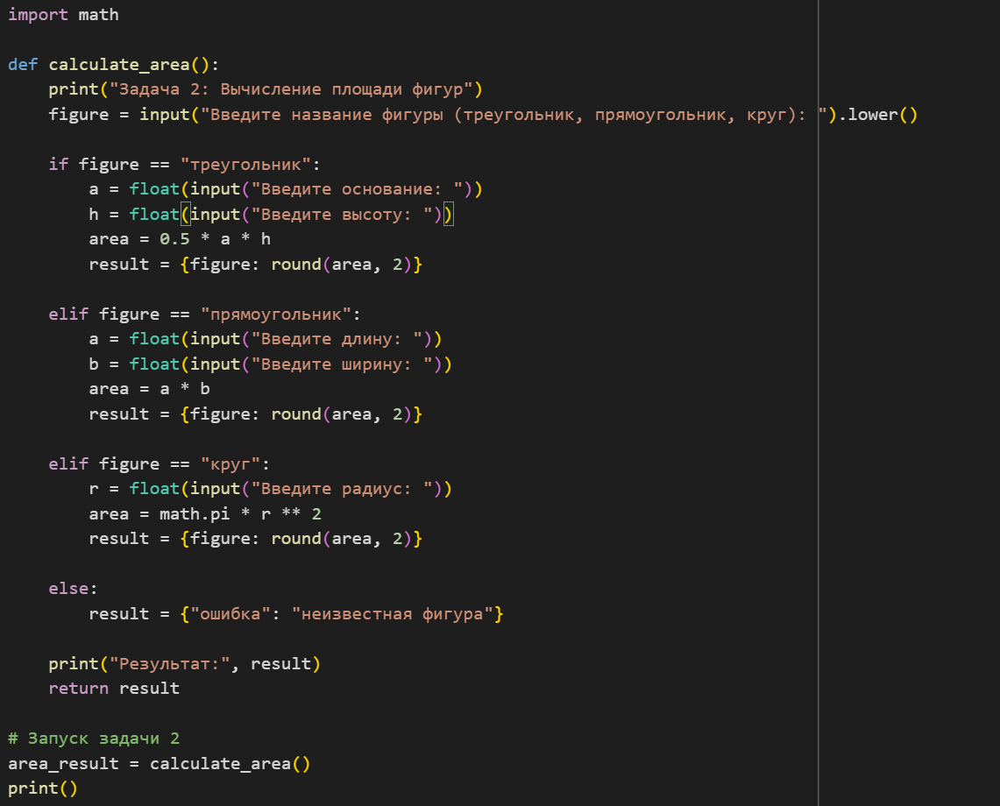 import math
def calculate_area():
    print("Задача 2: Вычисление площади фигур")
    figure = input("Введите название фигуры (треугольник, прямоугольник, круг): ").lower()
    if figure == "треугольник":
        a = float(input("Введите основание: "))
        h = float(input("Введите высоту: "))
        area = 0.5 * a * h
        result = {figure: round(area, 2)}
    elif figure == "прямоугольник":
        a = float(input("Введите длину: "))
        b = float(input("Введите ширину: "))
        area = a * b
        result = {figure: round(area, 2)}
    elif figure == "круг":
        r = float(input("Введите радиус: "))
        area = math.pi * r ** 2
        result = {figure: round(area, 2)}
    else:
        result = {"ошибка": "неизвестная фигура"}
    print("Результат:", result)
    return result
# Запуск задачи 2
area_result = calculate_area()
print()